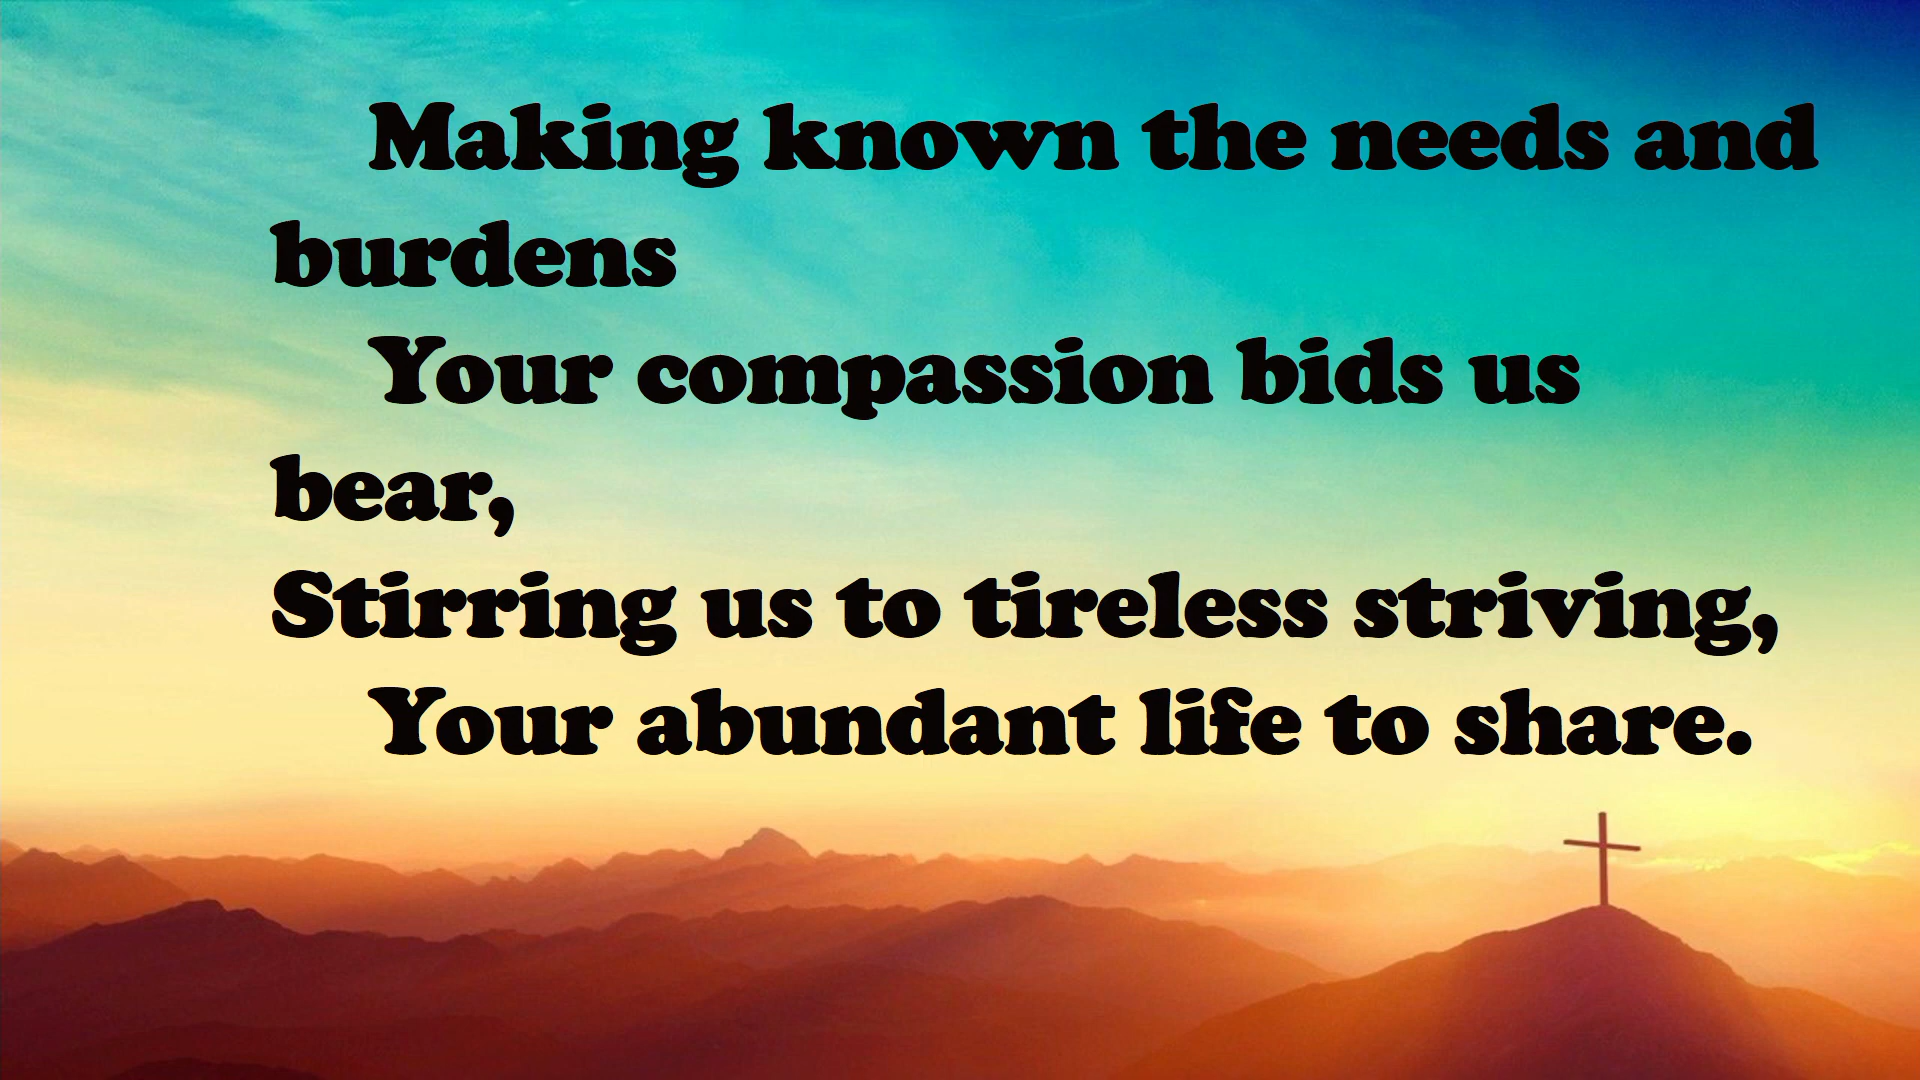 Making known the needs and
burdens
Your compassion bids us
bear,
Stirring us to tireless striving,
Your abundant life to share.